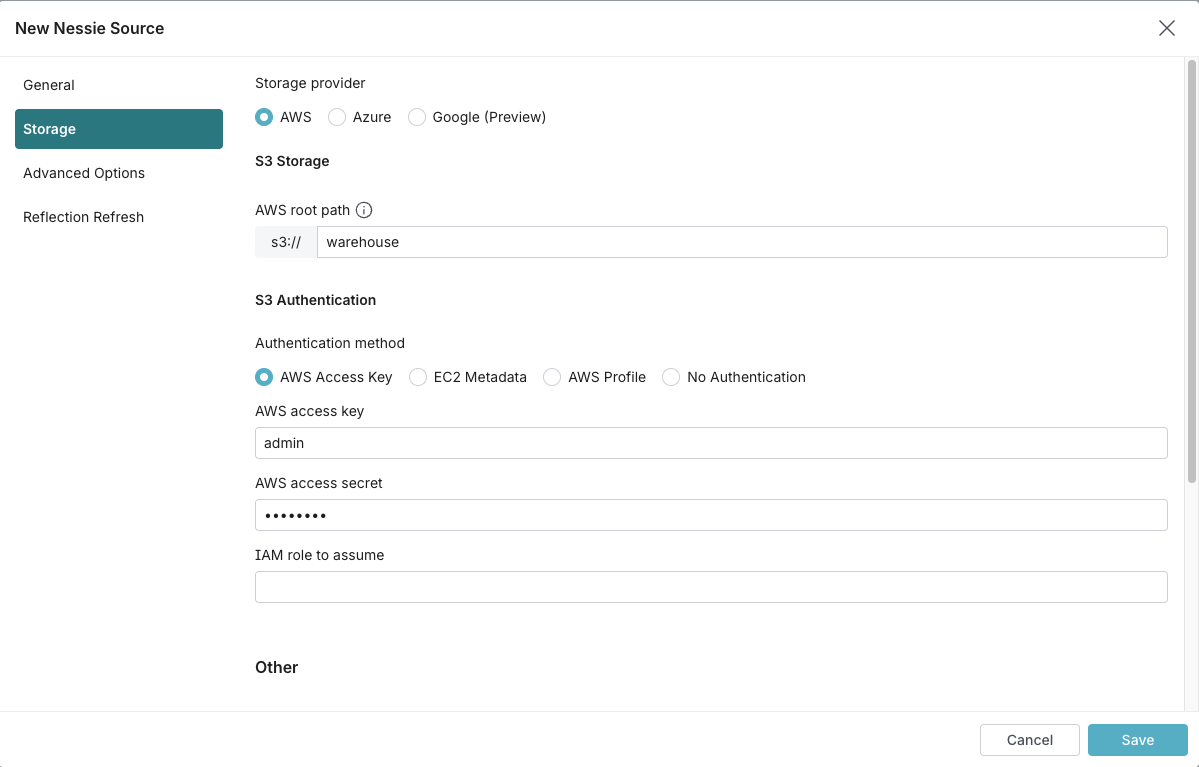 New Nessie Source
General
Storage
Advanced Options
Reflection Refresh
Storage provider
AWS Azure Google (Preview)
S3 Storage
AWS root path
s3:// warehouse
S3 Authentication
Authentication method
AWS Access Key EC2 Metadata AWS Profile No Authentication
AWS access key
admin
AWS access secret
••••••••
IAM role to assume
Other
Cancel Save